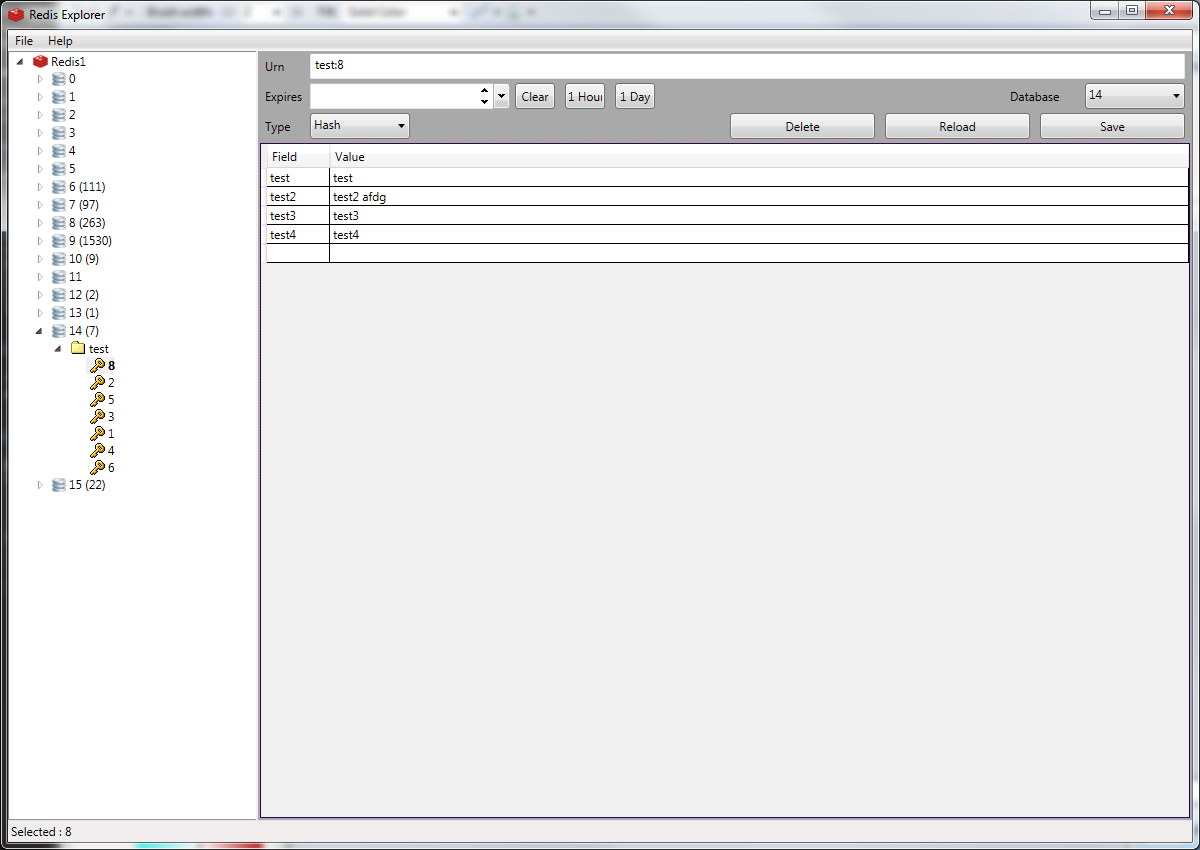 Redis Explorer
File Help
Redis1
0
1
2
3
4
5
6 (111)
7 (97)
8 (263)
9 (1530)
10 (9)
11
12 (2)
13 (1)
14 (7)
test
8
2
5
3
1
4
6
15 (22)
Urn test:8
Expires Clear 1 Hour 1 Day Database 14
Type Hash Delete Reload Save
Field Value
test test
test2 test2 afdg
test3 test3
test4 test4
Selected : 8